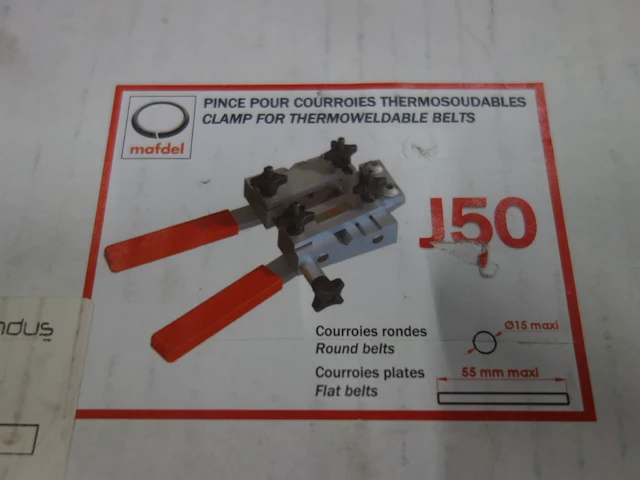 PINCE POUR COURROIES THERMOSOUDABLES
CLAMP FOR THERMOWELDABLE BELTS
mafdel
J50
Courroies rondes
Round belts
Ø15 maxi
Courroies plates
Flat belts
55 mm maxi